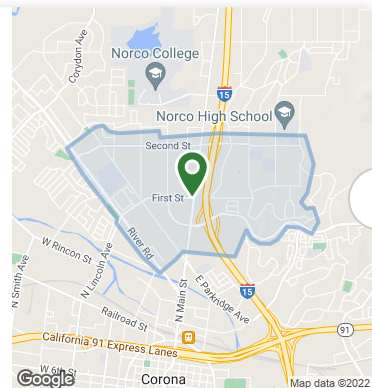 Corydon Ave
Norco College
15
Norco High School
Second St
First St
River Rd
W Rincon St
N Smith Ave
N Lincoln Ave
N Main St
E Parkridge Ave
15
Railroad St
91
California 91 Express Lanes
W 6th St
Corona
Google
Map data ©2022